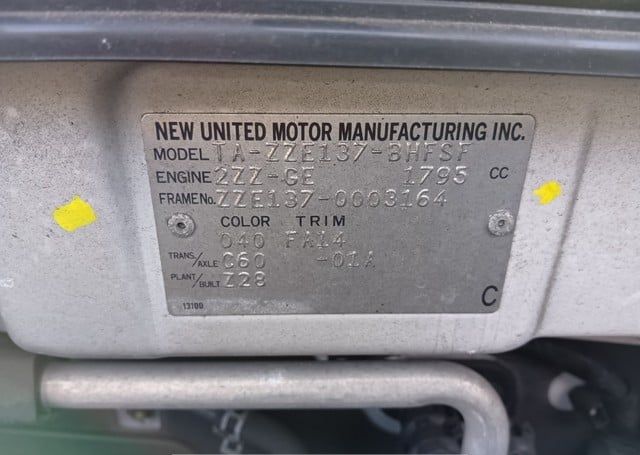 NEW UNITED MOTOR MANUFACTURING INC.
MODEL TA-ZZE137-BHFSF
ENGINE 2ZZ-GE 1795 CC
FRAME No. ZZE137-0003164
COLOR TRIM
040 FA14
TRANS/AXLE C60 -01A
PLANT/BUILT Z28
13100 C